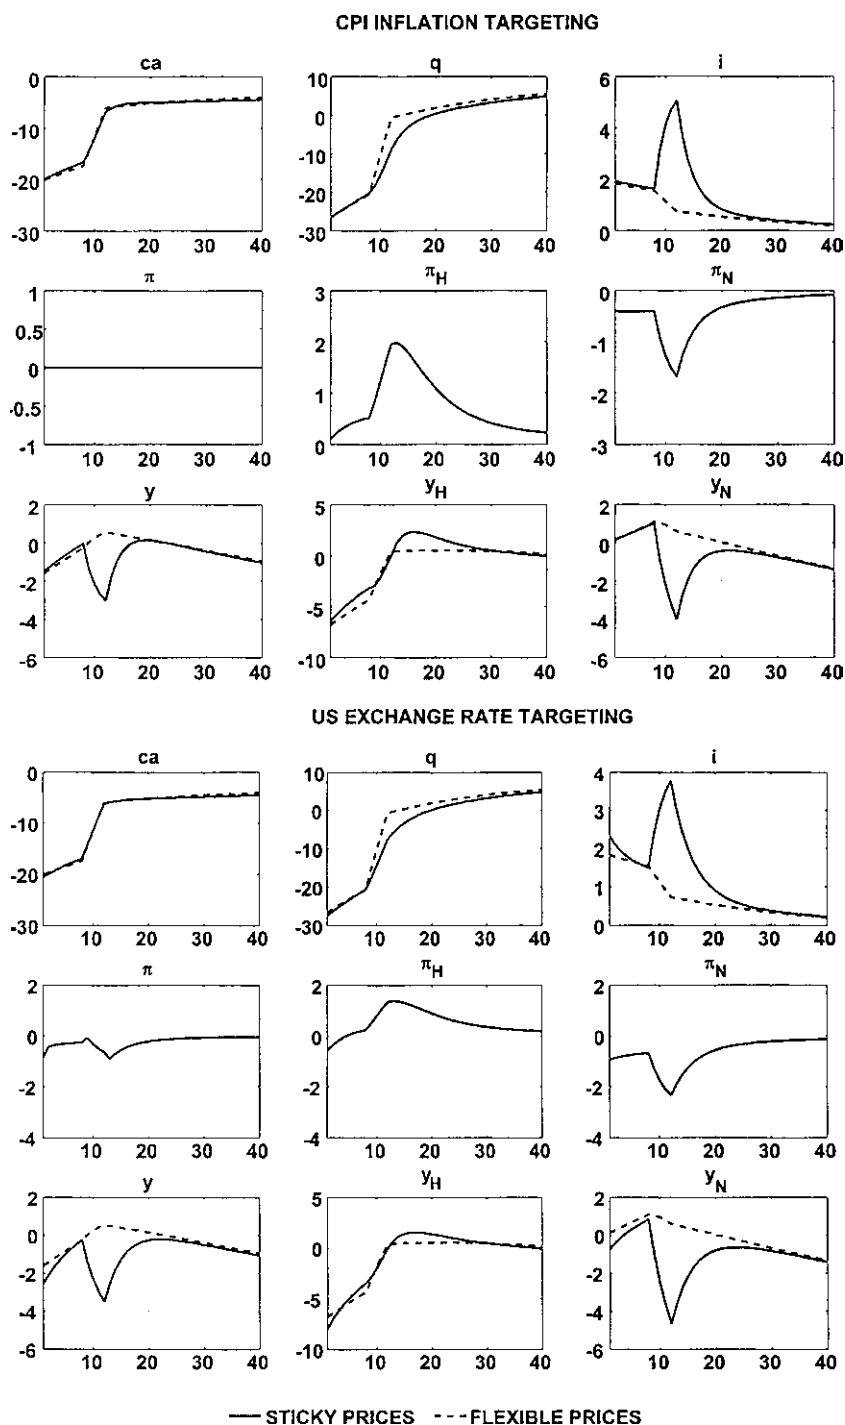 CPI INFLATION TARGETING
ca q i
0 10 6
-10 0 4
-20 -10 2
-20
-30 -30 0
10 20 30 40 10 20 30 40 10 20 30 40
π πH πN
1 3 0
0.5 2 -1
0
-0.5 1 -2
-1 0 -3
10 20 30 40 10 20 30 40 10 20 30 40
y yH yN
2 5 2
0 0 0
-2 -2
-4 -5 -4
-6 -10 -6
10 20 30 40 10 20 30 40 10 20 30 40
US EXCHANGE RATE TARGETING
ca q i
0 10 4
-10 0 3
-10 2
-20 -20 1
-30 -30 0
10 20 30 40 10 20 30 40 10 20 30 40
π πH πN
2 2 2
0 0 0
-2 -2 -2
-4 -4 -4
10 20 30 40 10 20 30 40 10 20 30 40
y yH yN
2 5 2
0 0 0
-2 -2
-4 -5 -4
-6 -10 -6
10 20 30 40 10 20 30 40 10 20 30 40
STICKY PRICES FLEXIBLE PRICES